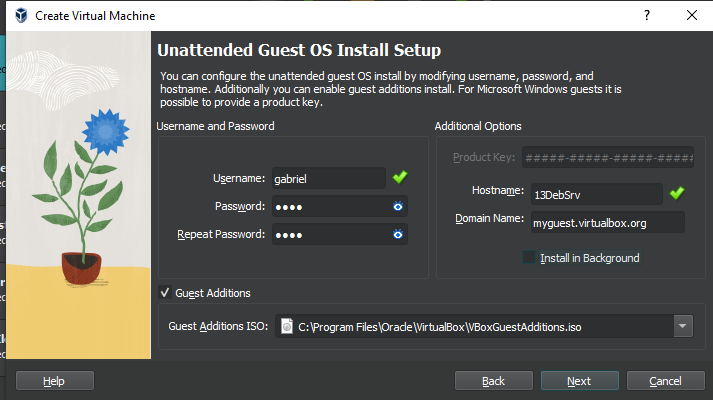 Create Virtual Machine
?
Unattended Guest OS Install Setup
You can configure the unattended guest OS install by modifying username, password, and
hostname. Additionally you can enable guest additions install. For Microsoft Windows guests it is
possible to provide a product key.
Username and Password
Username: gabriel
Password: ●●●●
Repeat Password: ●●●●
Additional Options
Product Key: #####-#####-#####-#####
Hostname: 13DebSrv
Domain Name: myguest.virtualbox.org
Install in Background
Guest Additions
Guest Additions ISO: C:\Program Files\Oracle\VirtualBox\VBoxGuestAdditions.iso
Help
Back
Next
Cancel